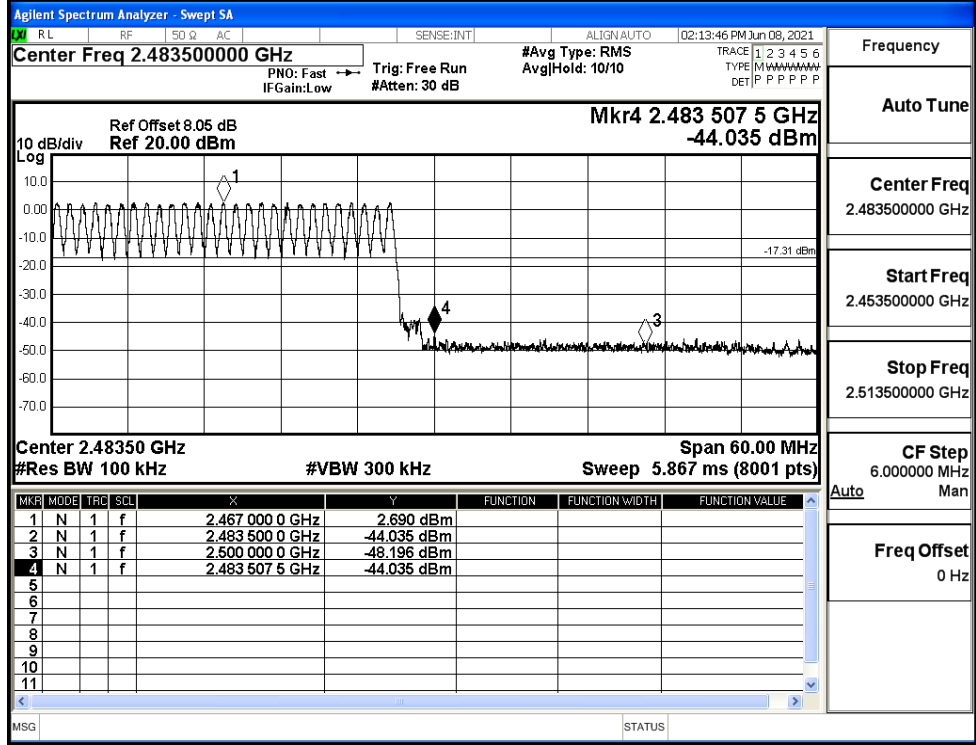 Agilent Spectrum Analyzer - Swept SA
LXI RL RF 50 Ω AC SENSE:INT ALIGN AUTO 02:13:46 PM Jun 08, 2021
Center Freq 2.483500000 GHz
PNO: Fast
IFGain:Low
Trig: Free Run
#Atten: 30 dB
#Avg Type: RMS
Avg|Hold: 10/10
TRACE 1 2 3 4 5 6
TYPE M WWWWW
DET P P P P P P
Mkr4 2.483 507 5 GHz
-44.035 dBm
Ref Offset 8.05 dB
10 dB/div Ref 20.00 dBm
Log
10.0
0.00
-10.0
-20.0
-30.0
-40.0
-50.0
-60.0
-70.0
1
-17.31 dBm
4
3
Center 2.48350 GHz Span 60.00 MHz
#Res BW 100 kHz #VBW 300 kHz Sweep 5.867 ms (8001 pts)
MKR MODE TRC SCL X Y FUNCTION FUNCTION WIDTH FUNCTION VALUE
1 N 1 f 2.467 000 0 GHz 2.690 dBm
2 N 1 f 2.483 500 0 GHz -44.035 dBm
3 N 1 f 2.500 000 0 GHz -48.196 dBm
4 N 1 f 2.483 507 5 GHz -44.035 dBm
5
6
7
8
9
10
11
MSG STATUS
Frequency
Auto Tune
Center Freq
2.483500000 GHz
Start Freq
2.453500000 GHz
Stop Freq
2.513500000 GHz
CF Step
6.000000 MHz
Auto Man
Freq Offset
0 Hz